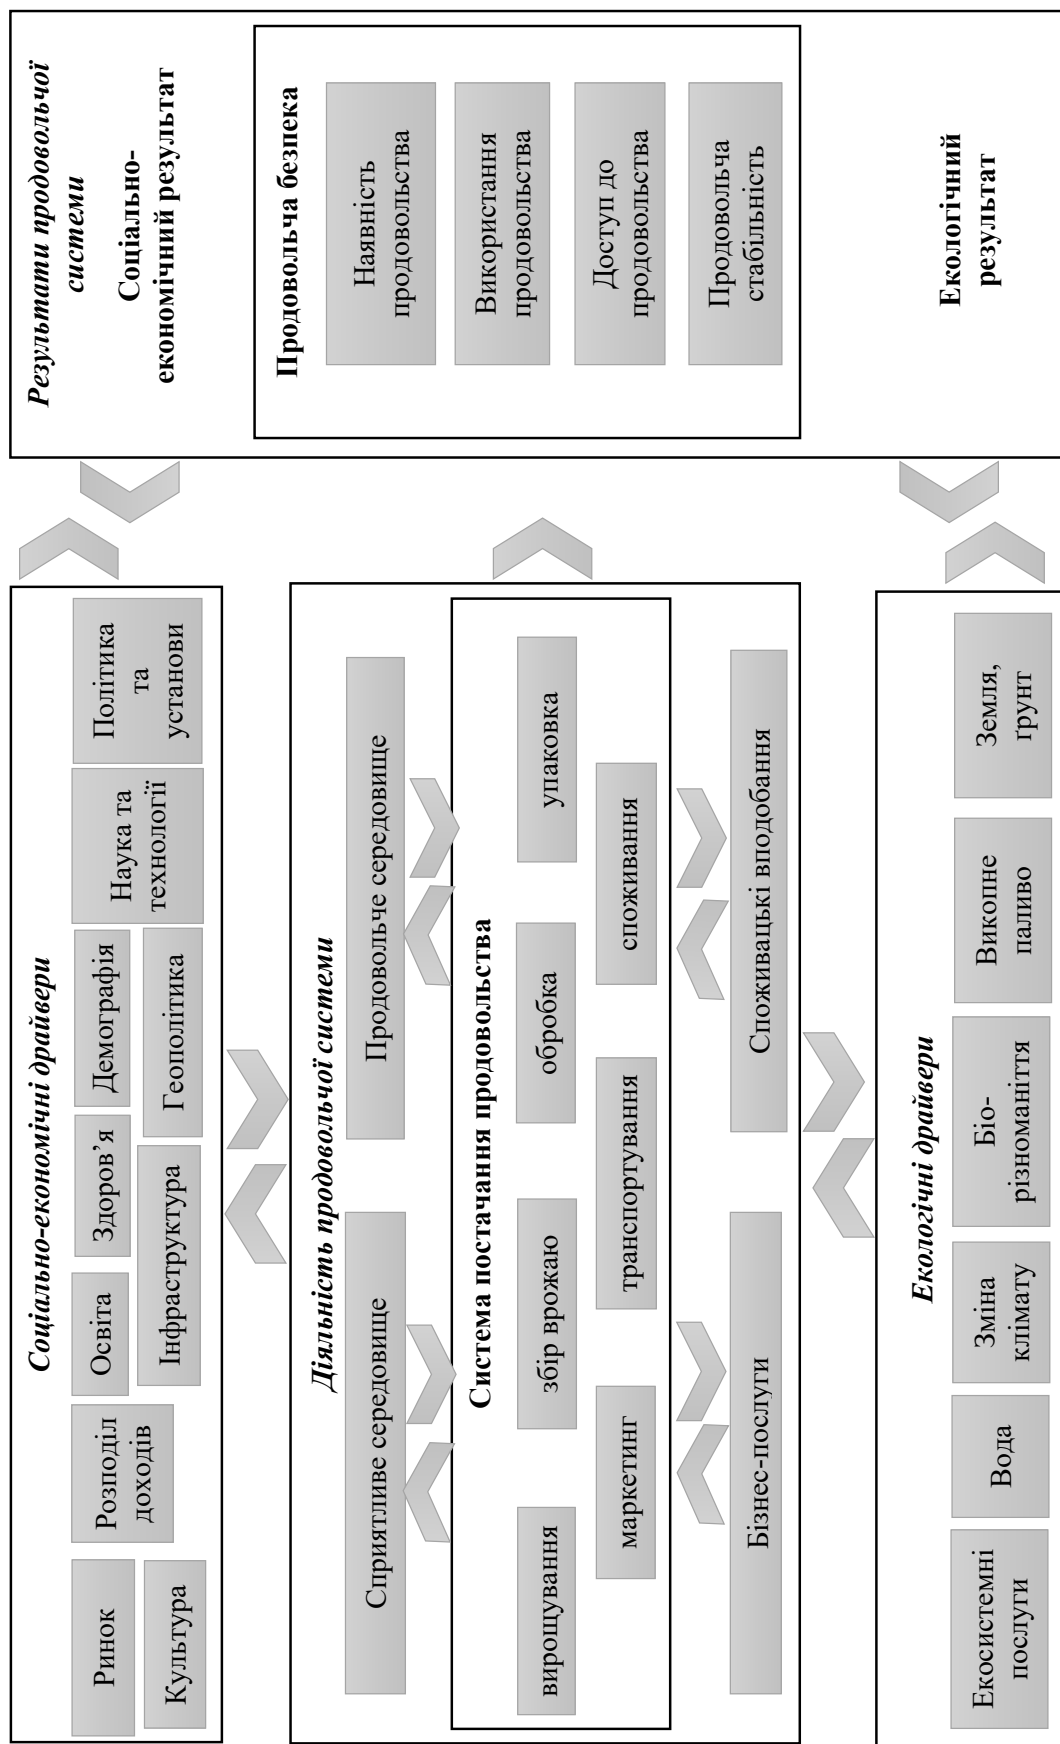 Соціально-економічні драйвери
Ринок
Культура
Розподіл
доходів
Освіта
Здоров’я
Демографія
Інфраструктура
Геополітика
Наука та
технології
Політика
та
установи
Діяльність продовольчої системи
Сприятливе середовище
Продовольче середовище
Система постачання продовольства
вирощування
збір врожаю
обробка
упаковка
маркетинг
транспортування
споживання
Бізнес-послуги
Споживацькі вподобання
Екологічні драйвери
Екосистемні
послуги
Вода
Зміна
клімату
Біо-
різноманіття
Викопне
паливо
Земля,
ґрунт
Результати продовольчої
системи
Соціально-
економічний результат
Продовольча безпека
Наявність
продовольства
Використання
продовольства
Доступ до
продовольства
Продовольча
стабільність
Екологічний
результат